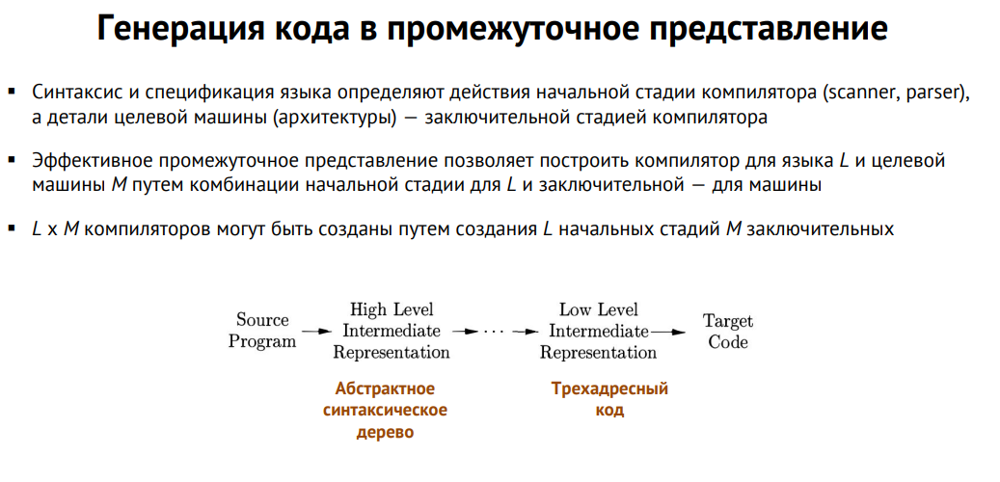 Генерация кода в промежуточное представление
▪ Синтаксис и спецификация языка определяют действия начальной стадии компилятора (scanner, parser),
а детали целевой машины (архитектуры) — заключительной стадией компилятора
▪ Эффективное промежуточное представление позволяет построить компилятор для языка L и целевой
машины M путем комбинации начальной стадии для L и заключительной — для машины
▪ L x M компиляторов могут быть созданы путем создания L начальных стадий M заключительных
Source
Program
High Level
Intermediate
Representation
...
Low Level
Intermediate
Representation
Target
Code
Абстрактное
синтаксическое
дерево
Трехадресный
код